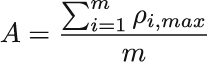 A = \frac{\sum_{i=1}^{m} \rho_{i,max}}{m}